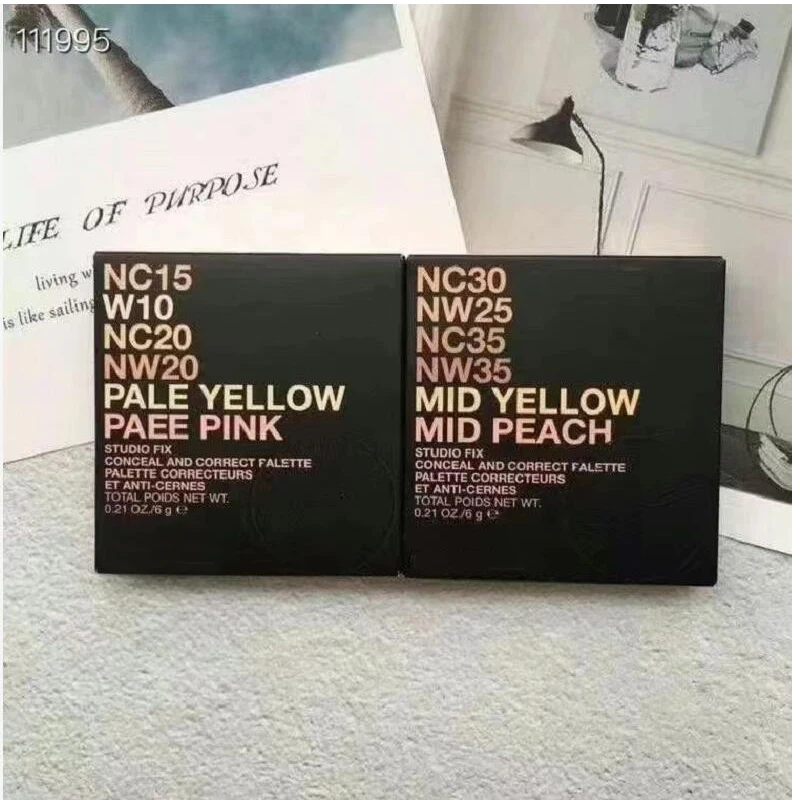 111995
LIFE OF PURPOSE
living w
is like sailing
NC15
W10
NC20
NW20
PALE YELLOW
PAEE PINK
STUDIO FIX
CONCEAL AND CORRECT FALETTE
PALETTE CORRECTEURS
ET ANTI-CERNES
TOTAL POIDS NET WT.
0.21 OZ./6 g ℮
NC30
NW25
NC35
NW35
MID YELLOW
MID PEACH
STUDIO FIX
CONCEAL AND CORRECT FALETTE
PALETTE CORRECTEURS
ET ANTI-CERNES
TOTAL POIDS NET WT.
0.21 OZ./6 g ℮